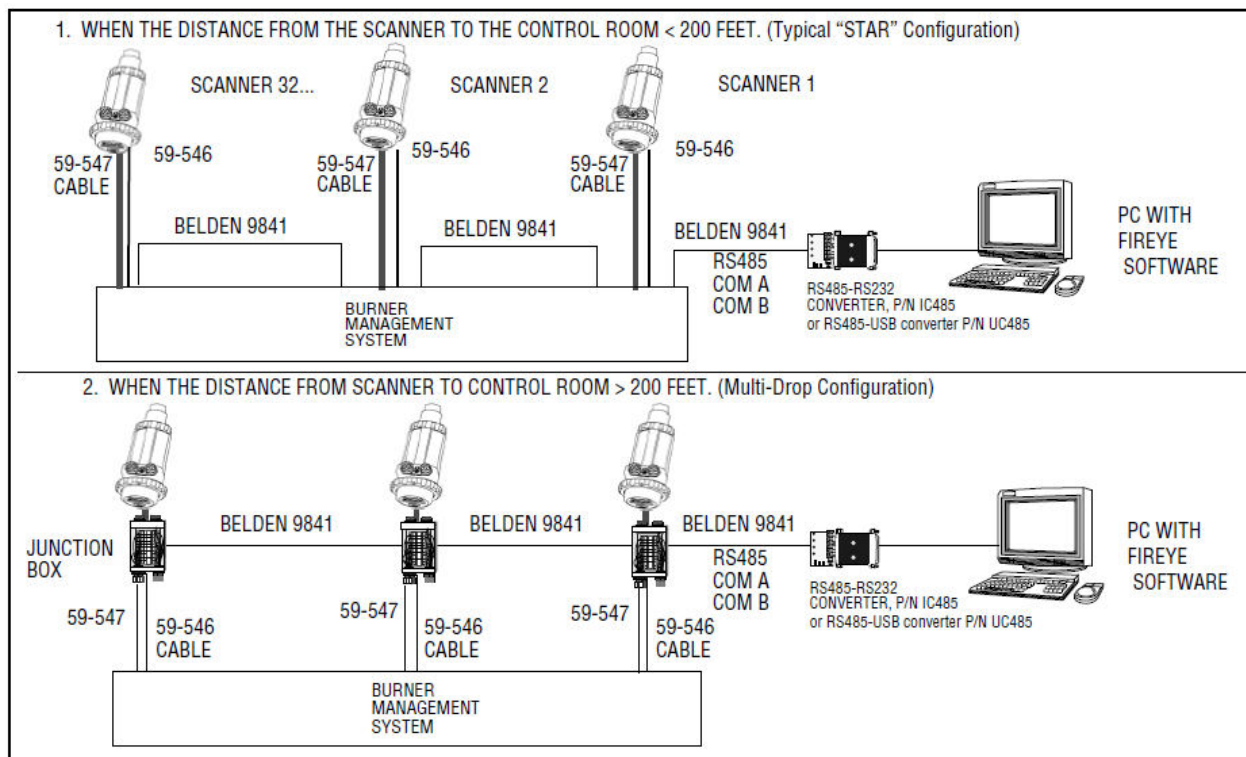 1. WHEN THE DISTANCE FROM THE SCANNER TO THE CONTROL ROOM < 200 FEET. (Typical “STAR” Configuration)
SCANNER 32...
SCANNER 2
SCANNER 1
59-547
CABLE
59-546
59-547
CABLE
59-546
59-547
CABLE
59-546
BELDEN 9841
BELDEN 9841
BELDEN 9841
RS485
COM A
COM B
RS485-RS232
CONVERTER, P/N IC485
or RS485-USB converter P/N UC485
PC WITH
FIREYE
SOFTWARE
BURNER
MANAGEMENT
SYSTEM
2. WHEN THE DISTANCE FROM SCANNER TO CONTROL ROOM > 200 FEET. (Multi-Drop Configuration)
JUNCTION
BOX
BELDEN 9841
BELDEN 9841
BELDEN 9841
RS485
COM A
COM B
RS485-RS232
CONVERTER, P/N IC485
or RS485-USB converter P/N UC485
PC WITH
FIREYE
SOFTWARE
59-547
59-546
CABLE
59-547
59-546
CABLE
59-547
59-546
CABLE
BURNER
MANAGEMENT
SYSTEM